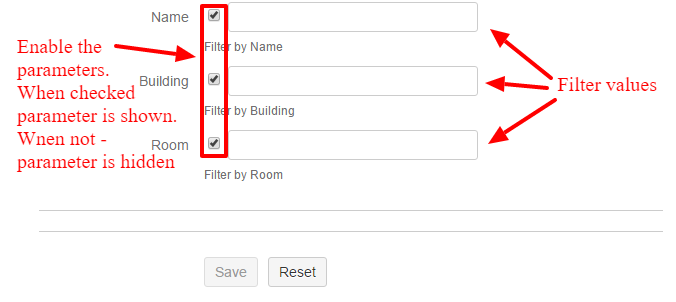 Name
Filter by Name
Enable the
parameters.
When checked
parameter is shown.
Wnen not -
parameter is hidden
Building
Filter by Building
Room
Filter by Room
Filter values
Save Reset